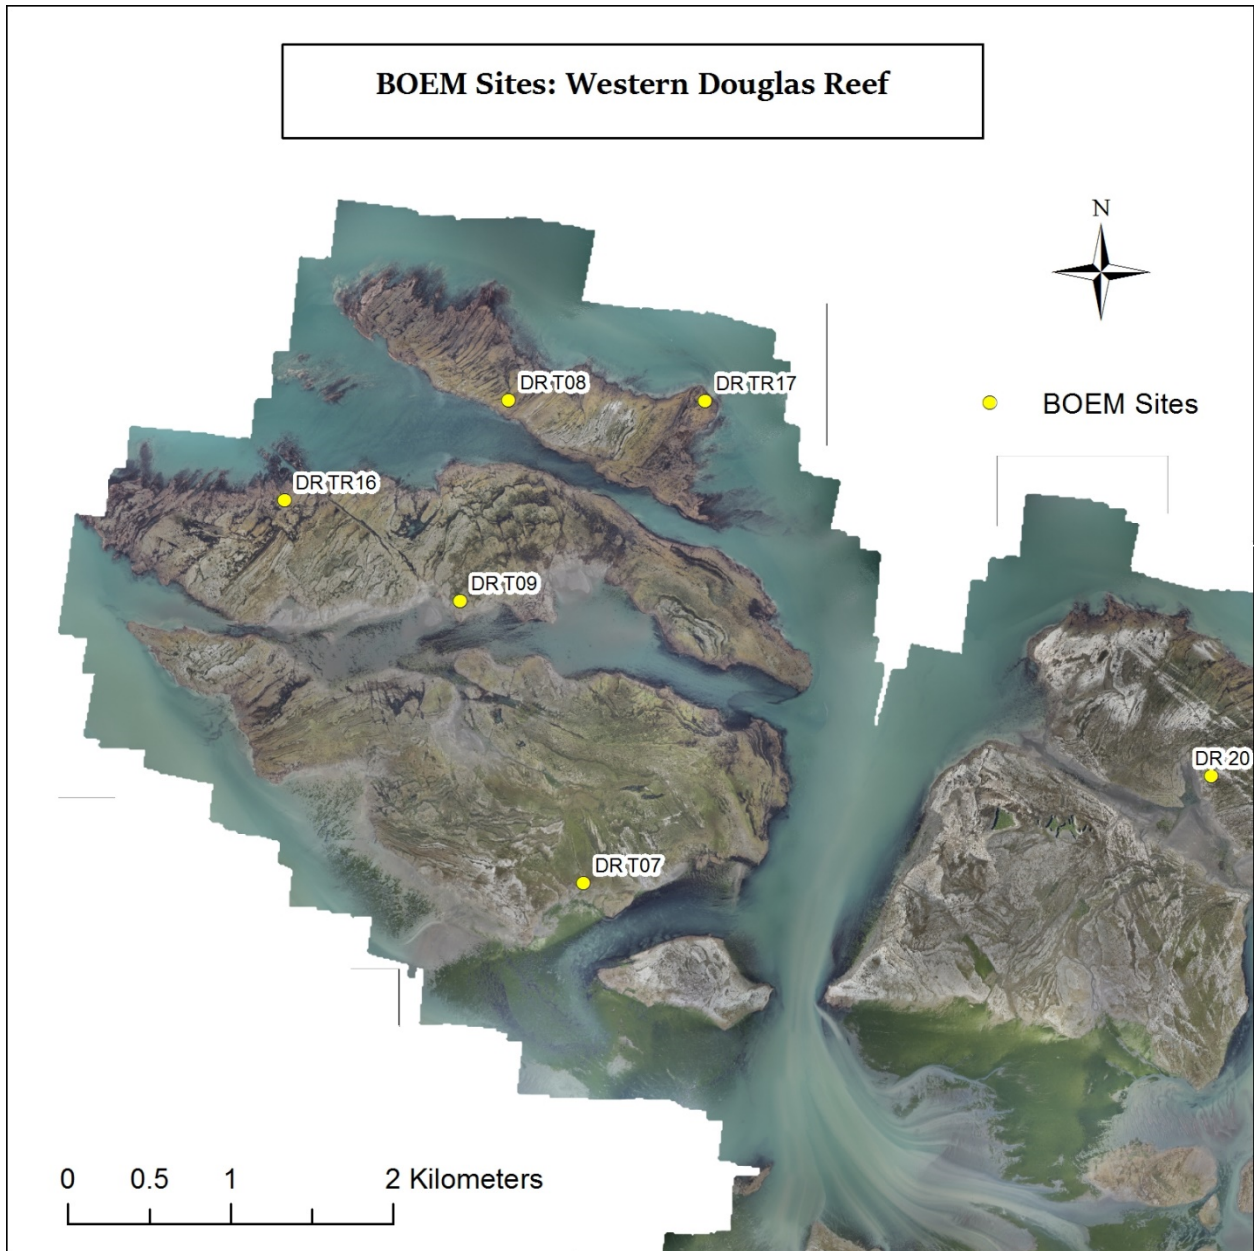 BOEM Sites: Western Douglas Reef
N
DR T08
DR TR17
BOEM Sites
DR TR16
DR T09
DR 20
DR T07
0 0.5 1 2 Kilometers